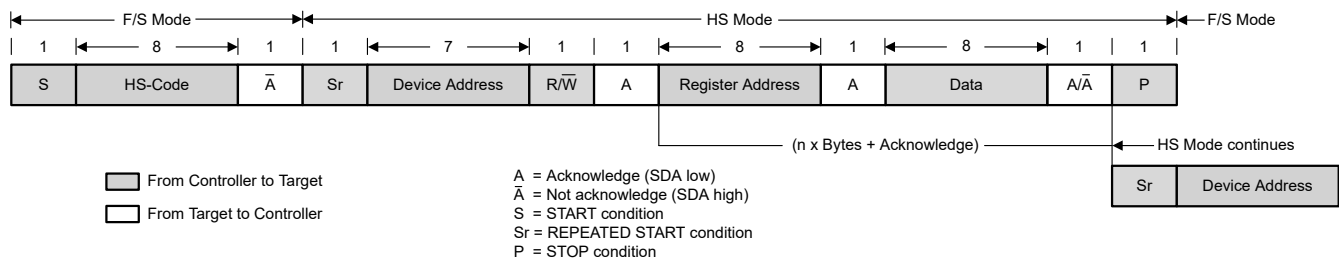 F/S Mode HS Mode F/S Mode
1 8 1 1 7 1 1 8 1 8 1 1
S HS-Code A̅ Sr Device Address R/W̅ A Register Address A Data A/A̅ P
(n x Bytes + Acknowledge) HS Mode continues
Sr Device Address
From Controller to Target
From Target to Controller
A = Acknowledge (SDA low)
A̅ = Not acknowledge (SDA high)
S = START condition
Sr = REPEATED START condition
P = STOP condition